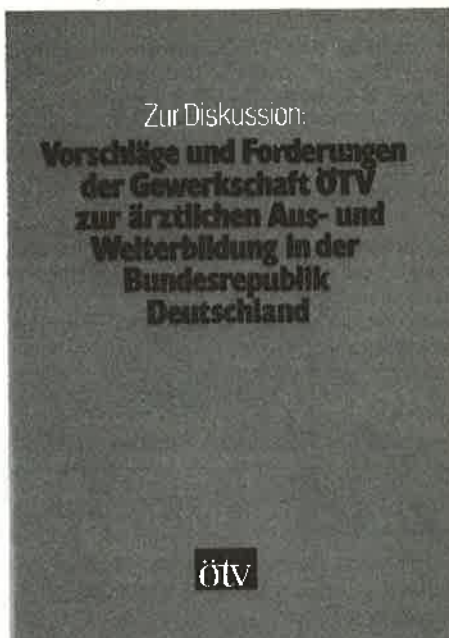 Zur Diskussion:
Vorschläge und Forderungen
der Gewerkschaft ÖTV
zur ärztlichen Aus- und
Weiterbildung in der
Bundesrepublik
Deutschland
ötv